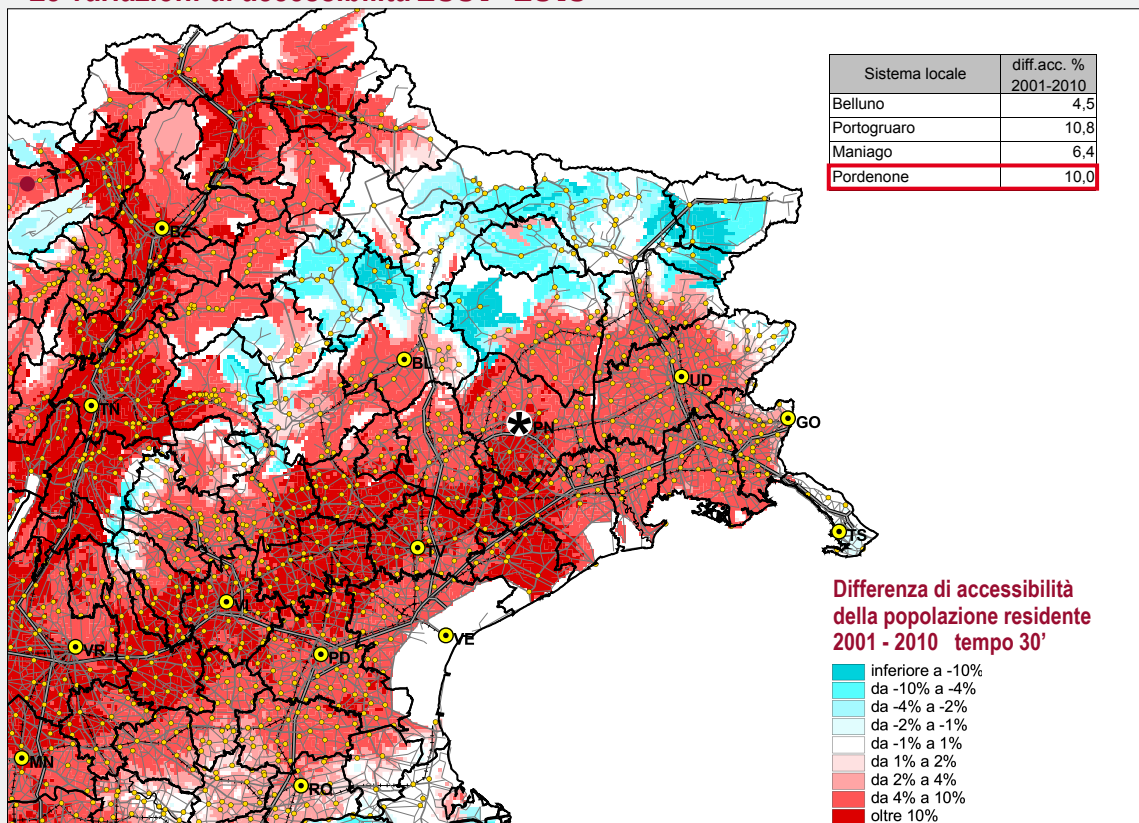 Sistema locale diff.acc. % 2001-2010
Belluno 4,5
Portogruaro 10,8
Maniago 6,4
Pordenone 10,0
BZ
BL
TN
UD
PN
GO
TS
VI
VE
VR
PD
MN
RO
Differenza di accessibilità
della popolazione residente
2001 - 2010 tempo 30'
inferiore a -10%
da -10% a -4%
da -4% a -2%
da -2% a -1%
da -1% a 1%
da 1% a 2%
da 2% a 4%
da 4% a 10%
oltre 10%